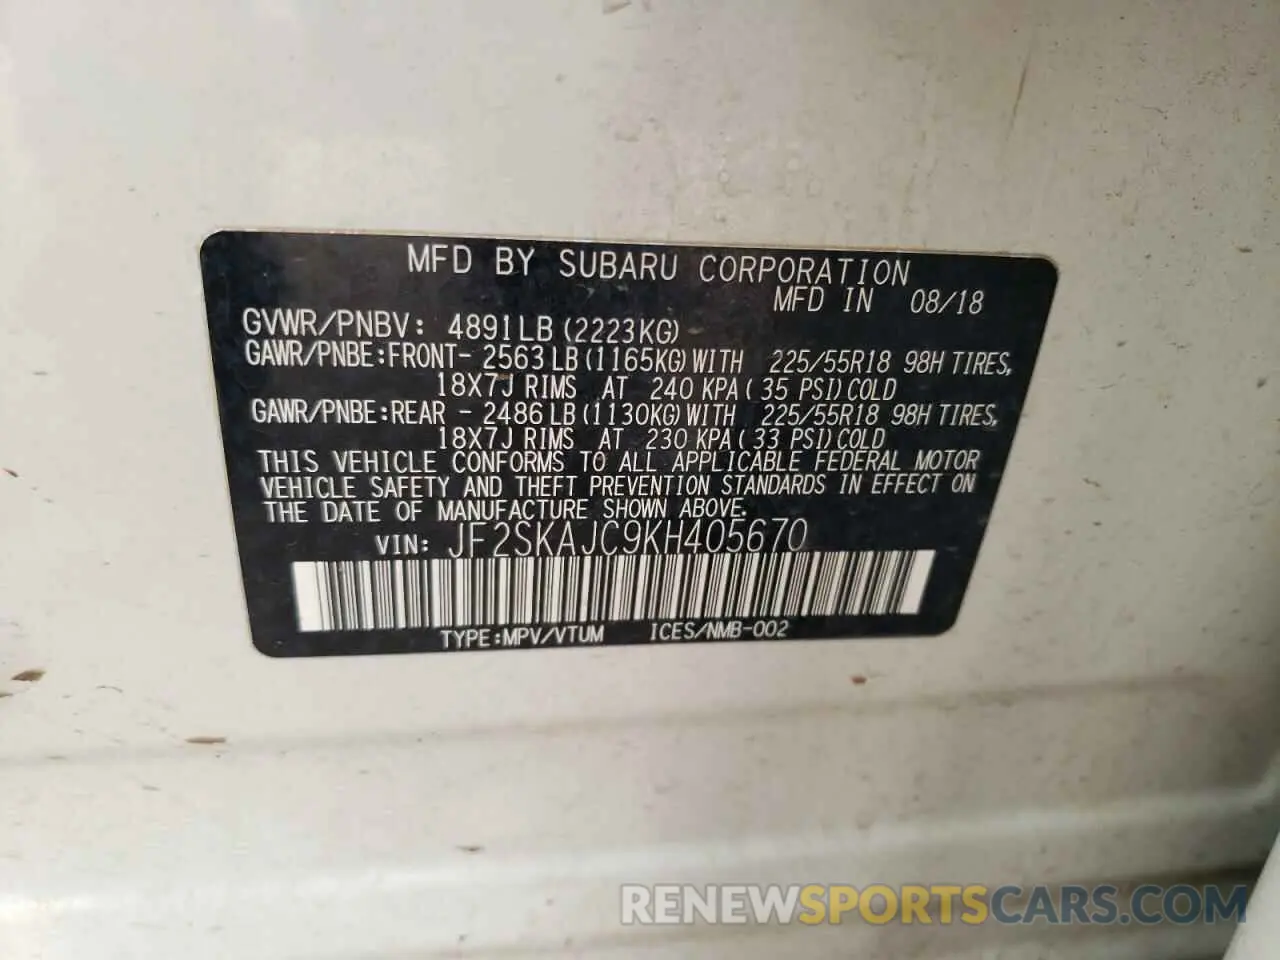 MFD BY SUBARU CORPORATION
MFD IN 08/18
GVWR/PNBV: 4891LB (2223KG)
GAWR/PNBE:FRONT- 2563LB (1165KG) WITH 225/55R18 98H TIRES,
18X7J RIMS AT 240 KPA( 35 PSI) COLD
GAWR/PNBE:REAR - 2486LB (1130KG) WITH 225/55R18 98H TIRES,
18X7J RIMS AT 230 KPA( 33 PSI) COLD
THIS VEHICLE CONFORMS TO ALL APPLICABLE FEDERAL MOTOR
VEHICLE SAFETY AND THEFT PREVENTION STANDARDS IN EFFECT ON
THE DATE OF MANUFACTURE SHOWN ABOVE.
VIN: JF2SKAJC9KH405670
TYPE:MPV/VTUM ICES/NMB-002
RENEWSPORTSCARS.COM